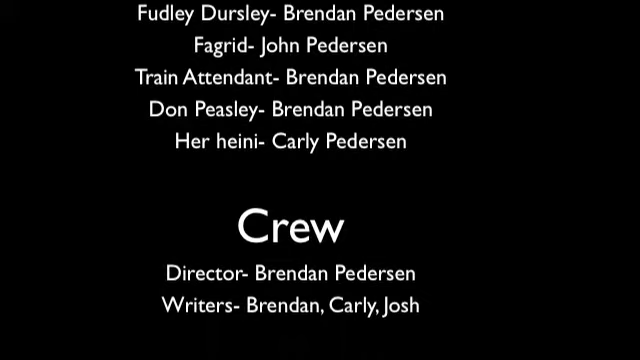 Fudley Dursley- Brendan Pedersen
Fagrid- John Pedersen
Train Attendant- Brendan Pedersen
Don Peasley- Brendan Pedersen
Her heini- Carly Pedersen
Crew
Director- Brendan Pedersen
Writers- Brendan, Carly, Josh